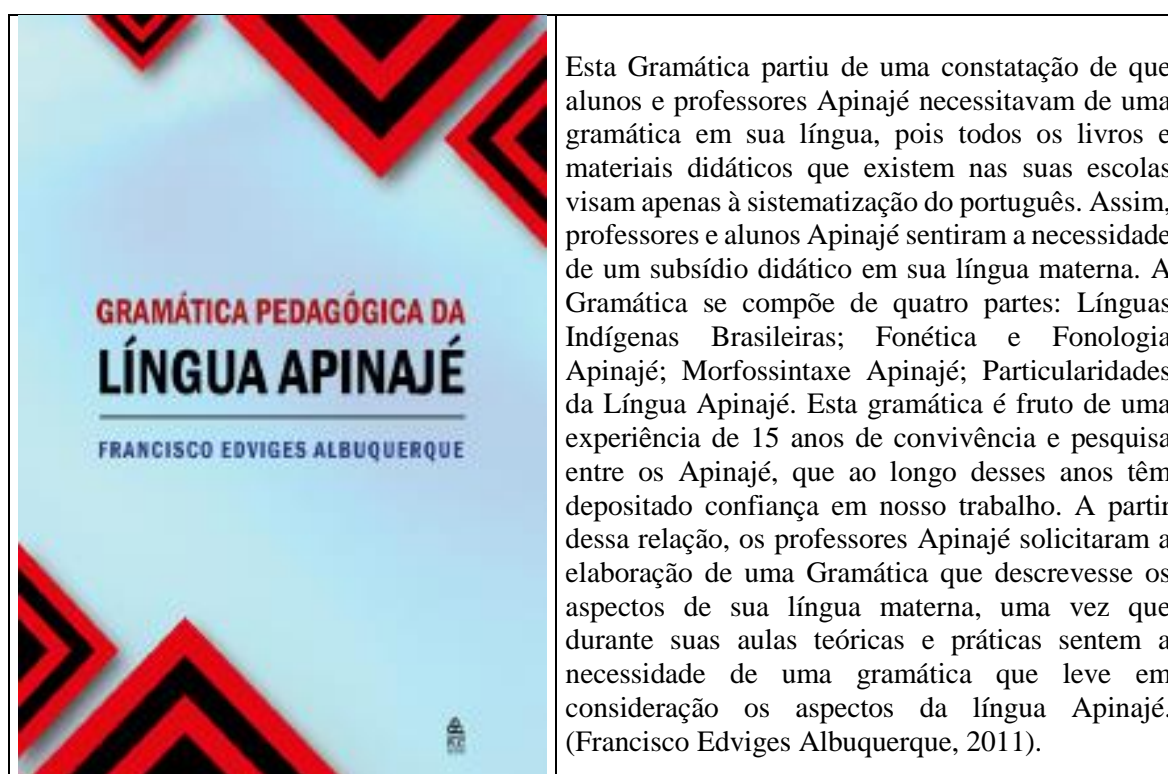 GRAMÁTICA PEDAGÓGICA DA
LÍNGUA APINAJÉ
FRANCISCO EDVIGES ALBUQUERQUE
Esta Gramática partiu de uma constatação de que
alunos e professores Apinajé necessitavam de uma
gramática em sua língua, pois todos os livros e
materiais didáticos que existem nas suas escolas
visam apenas à sistematização do português. Assim,
professores e alunos Apinajé sentiram a necessidade
de um subsídio didático em sua língua materna. A
Gramática se compõe de quatro partes: Línguas
Indígenas Brasileiras; Fonética e Fonologia
Apinajé; Morfossintaxe Apinajé; Particularidades
da Língua Apinajé. Esta gramática é fruto de uma
experiência de 15 anos de convivência e pesquisa
entre os Apinajé, que ao longo desses anos têm
depositado confiança em nosso trabalho. A partir
dessa relação, os professores Apinajé solicitaram a
elaboração de uma Gramática que descrevesse os
aspectos de sua língua materna, uma vez que
durante suas aulas teóricas e práticas sentem a
necessidade de uma gramática que leve em
consideração os aspectos da língua Apinajé.
(Francisco Edviges Albuquerque, 2011).